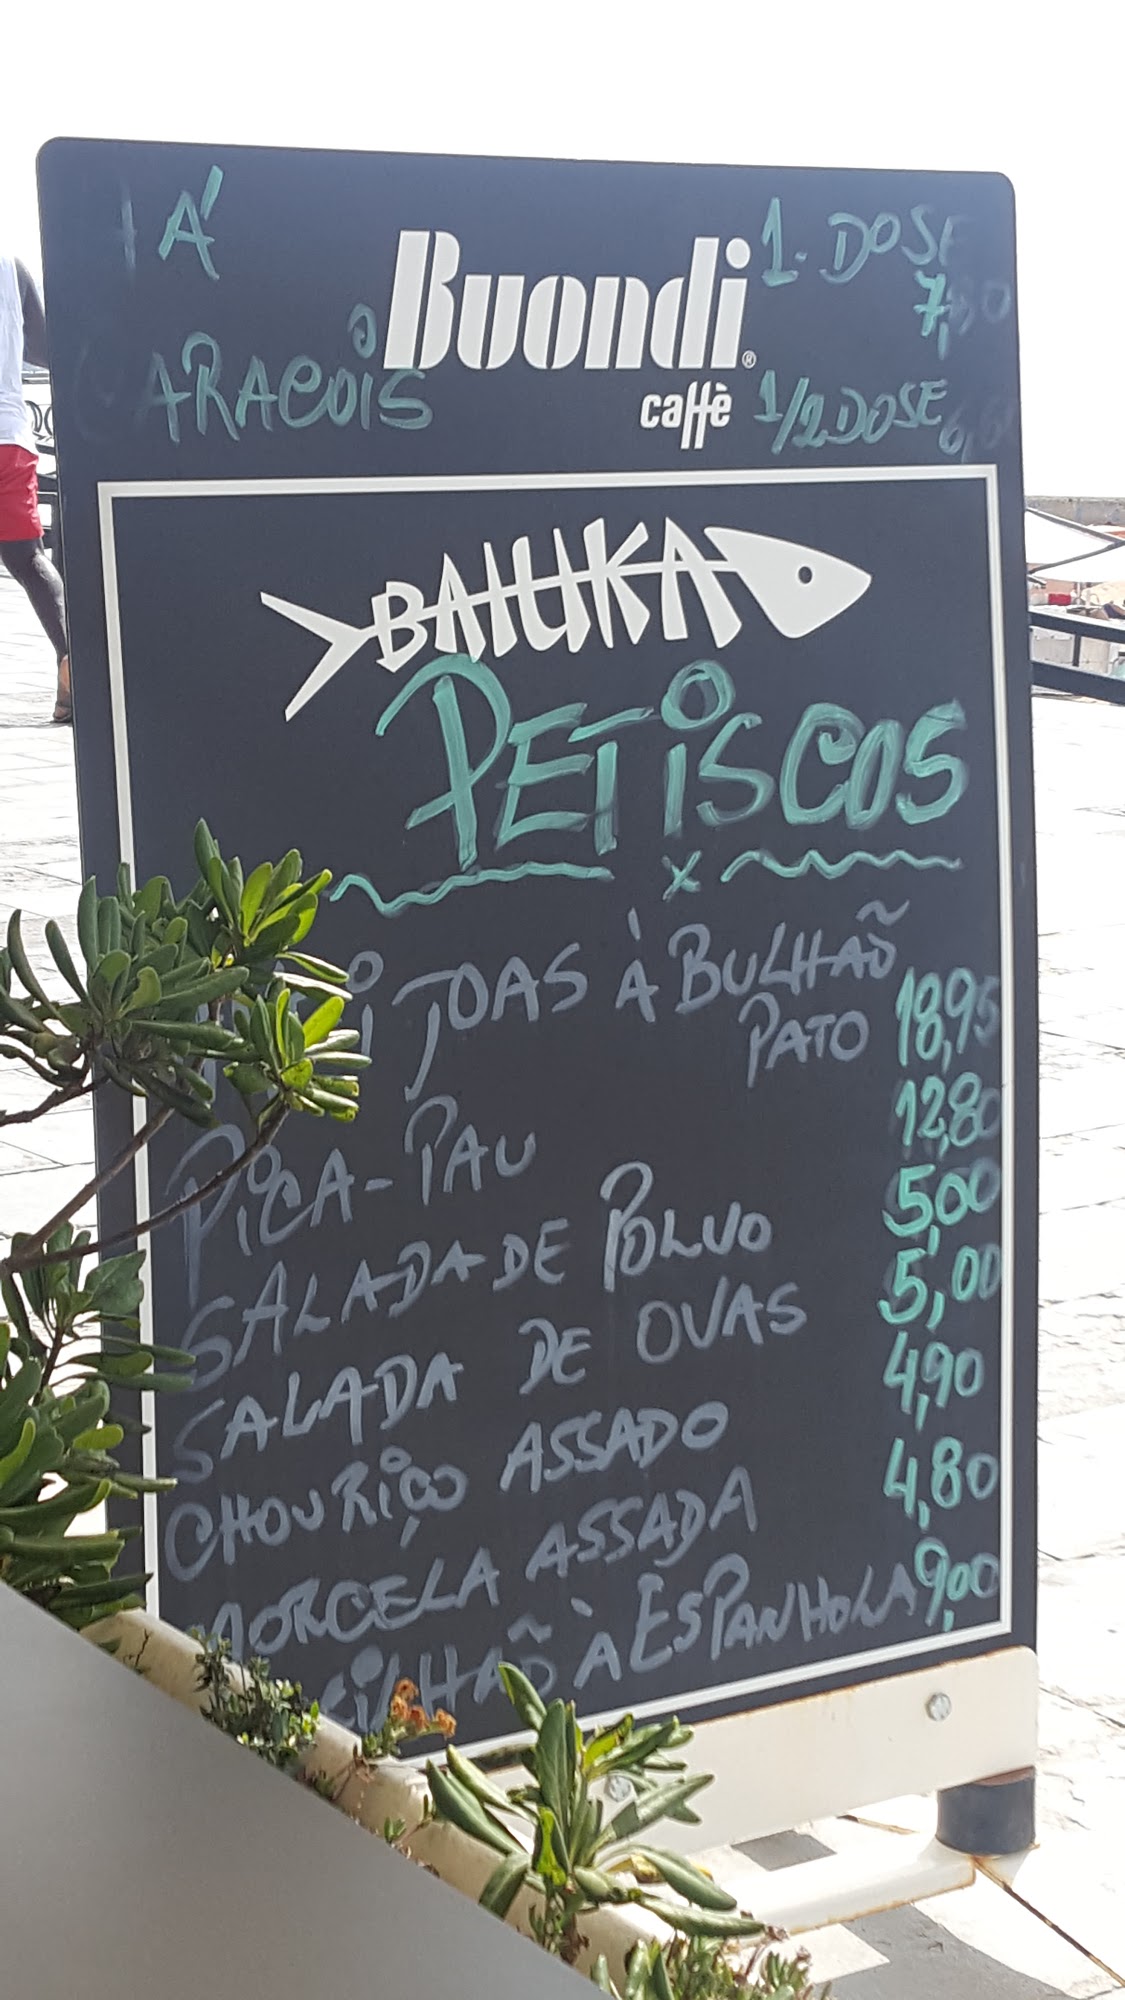 Á
Buondi®
caffè
1. DOSE
7,
CARACÓIS
1/2 DOSE
BAIUKA
PETISCOS
À BULHÃO
PATO 18,95
PICA-PAU 12,80
SALADA DE POLVO 5,00
SALADA DE OVAS 5,00
CHOURIÇO ASSADO 4,90
MORCELA ASSADA 4,80
À ESPANHOLA 9,00